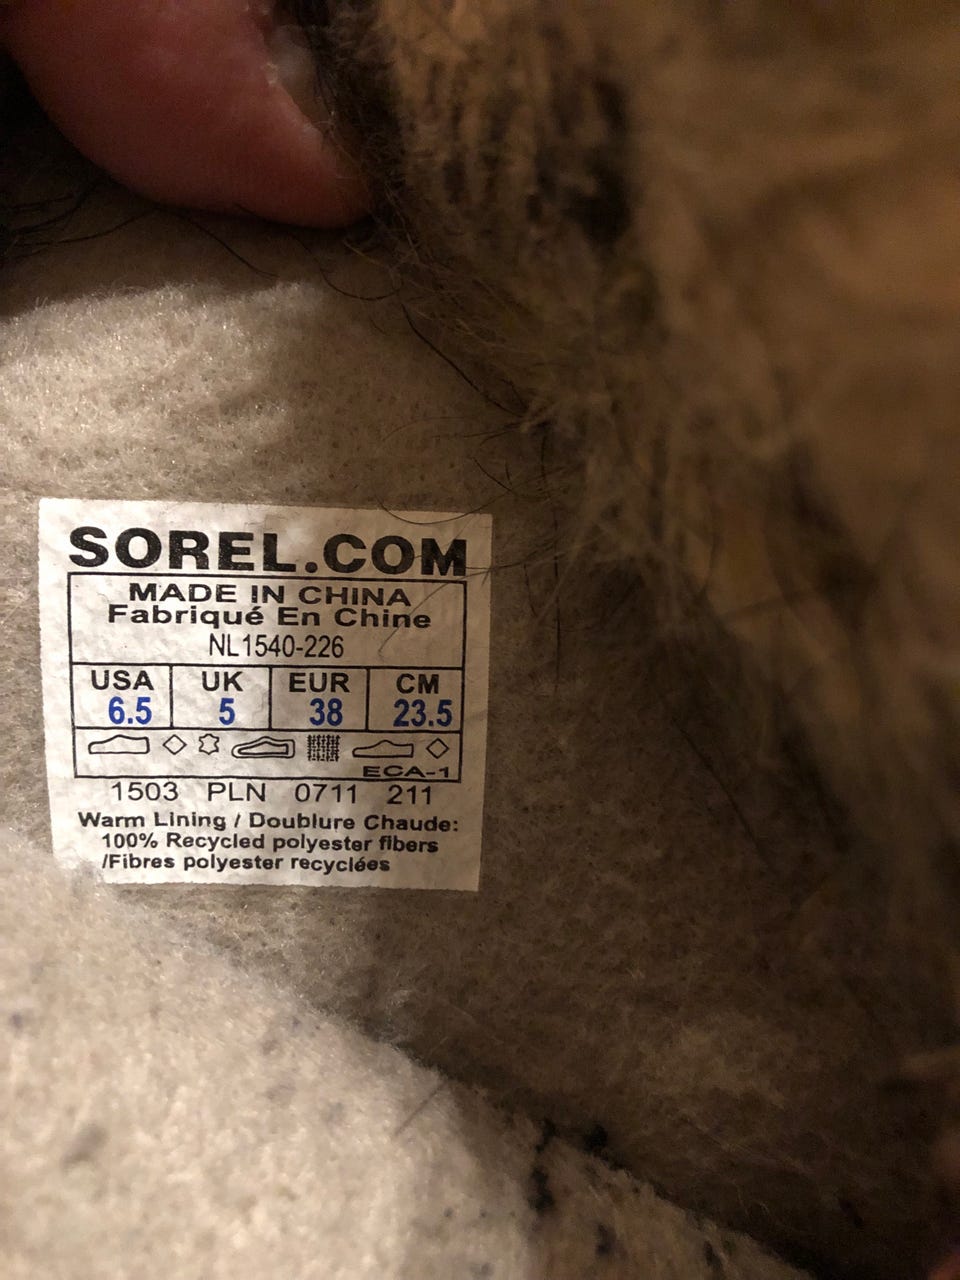 SOREL.COM
MADE IN CHINA
Fabriqué En Chine
NL1540-226
USA UK EUR CM
6.5 5 38 23.5
ECA-1
1503 PLN 0711 211
Warm Lining / Doublure Chaude:
100% Recycled polyester fibers
/Fibres polyester recyclées